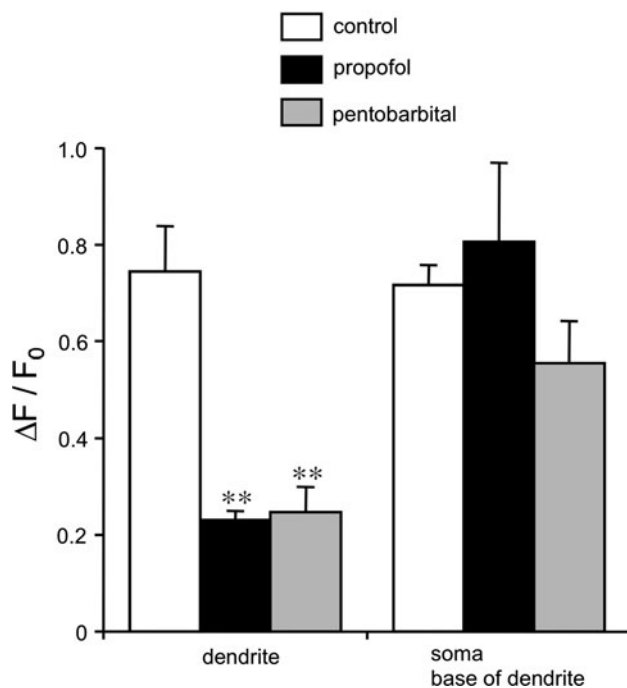 control
propofol
pentobarbital
1.0
0.8
0.6
0.4
0.2
0
ΔF / F₀
**
**
dendrite
soma
base of dendrite